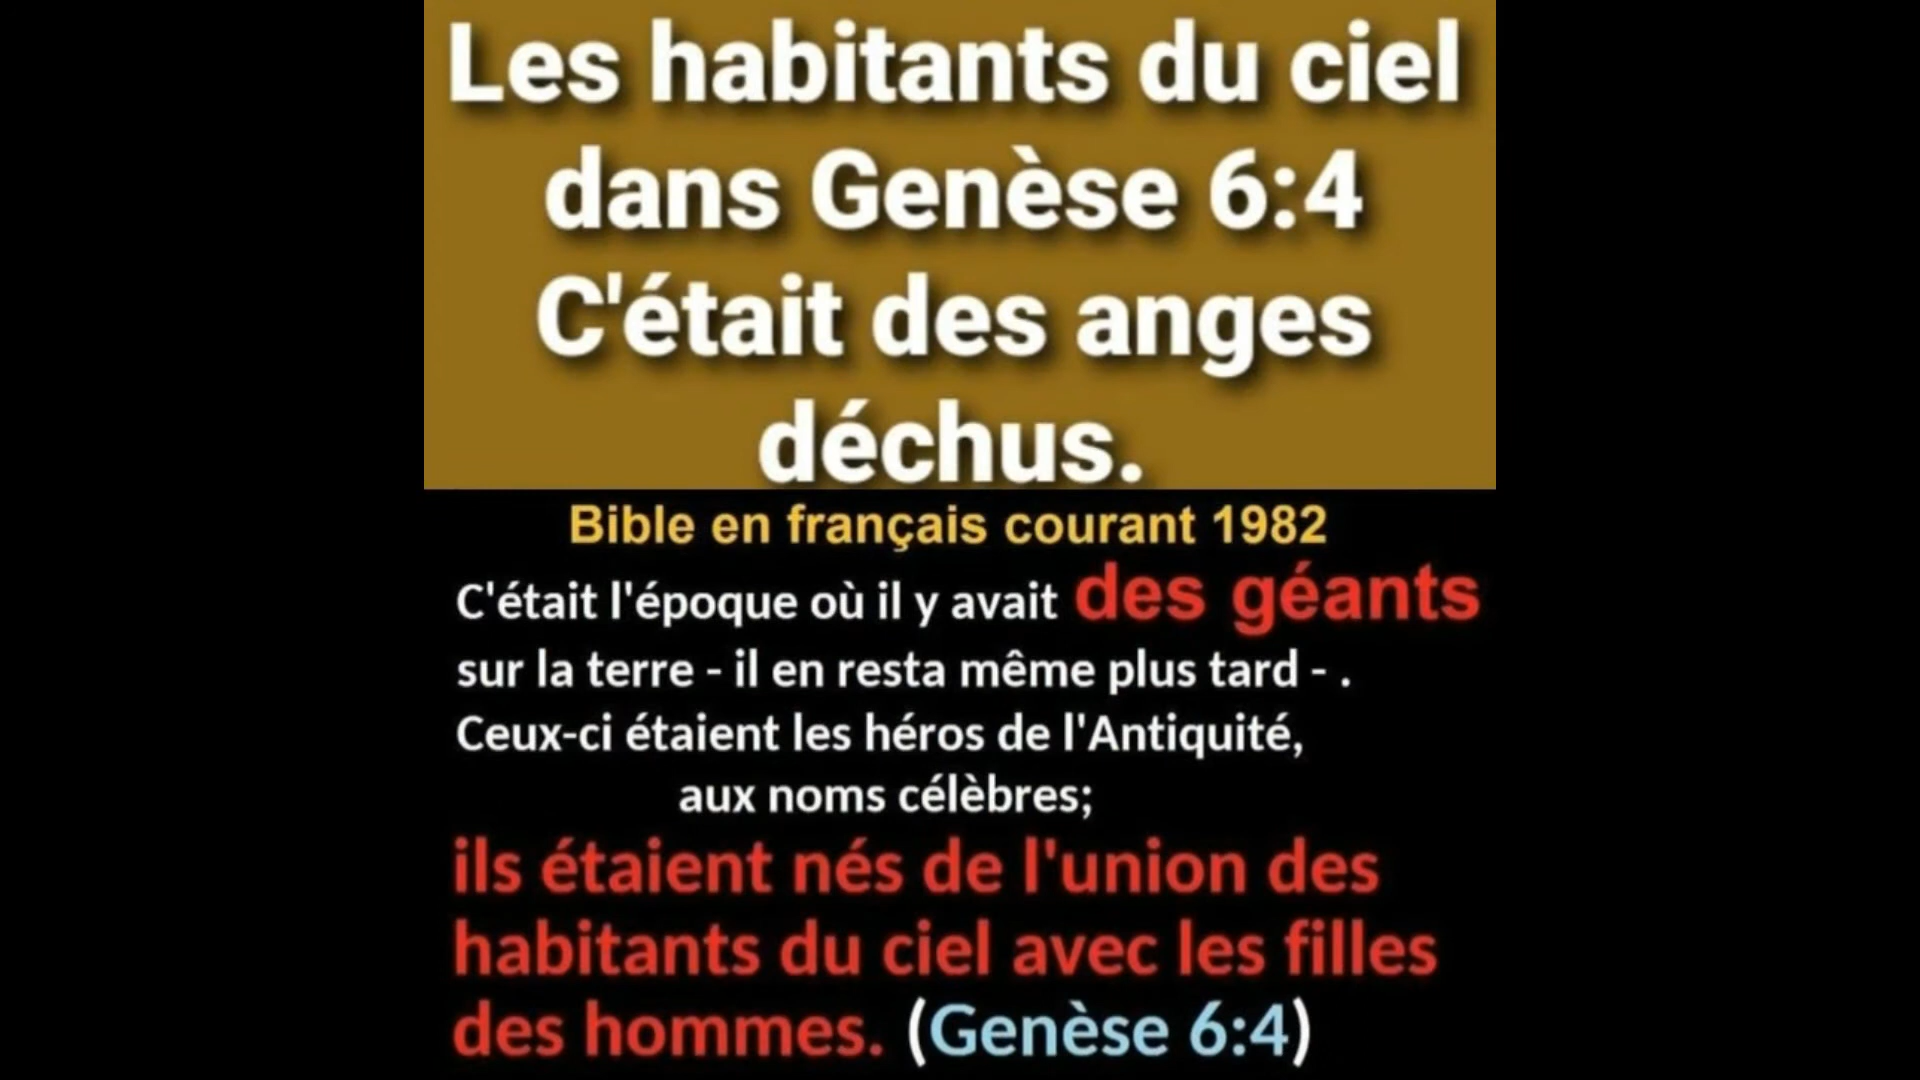 Les habitants du ciel
dans Genèse 6:4
C'était des anges
déchus.
Bible en français courant 1982
C'était l'époque où il y avait des géants
sur la terre - il en resta même plus tard - .
Ceux-ci étaient les héros de l'Antiquité,
aux noms célèbres;
ils étaient nés de l'union des
habitants du ciel avec les filles
des hommes. (Genèse 6:4)